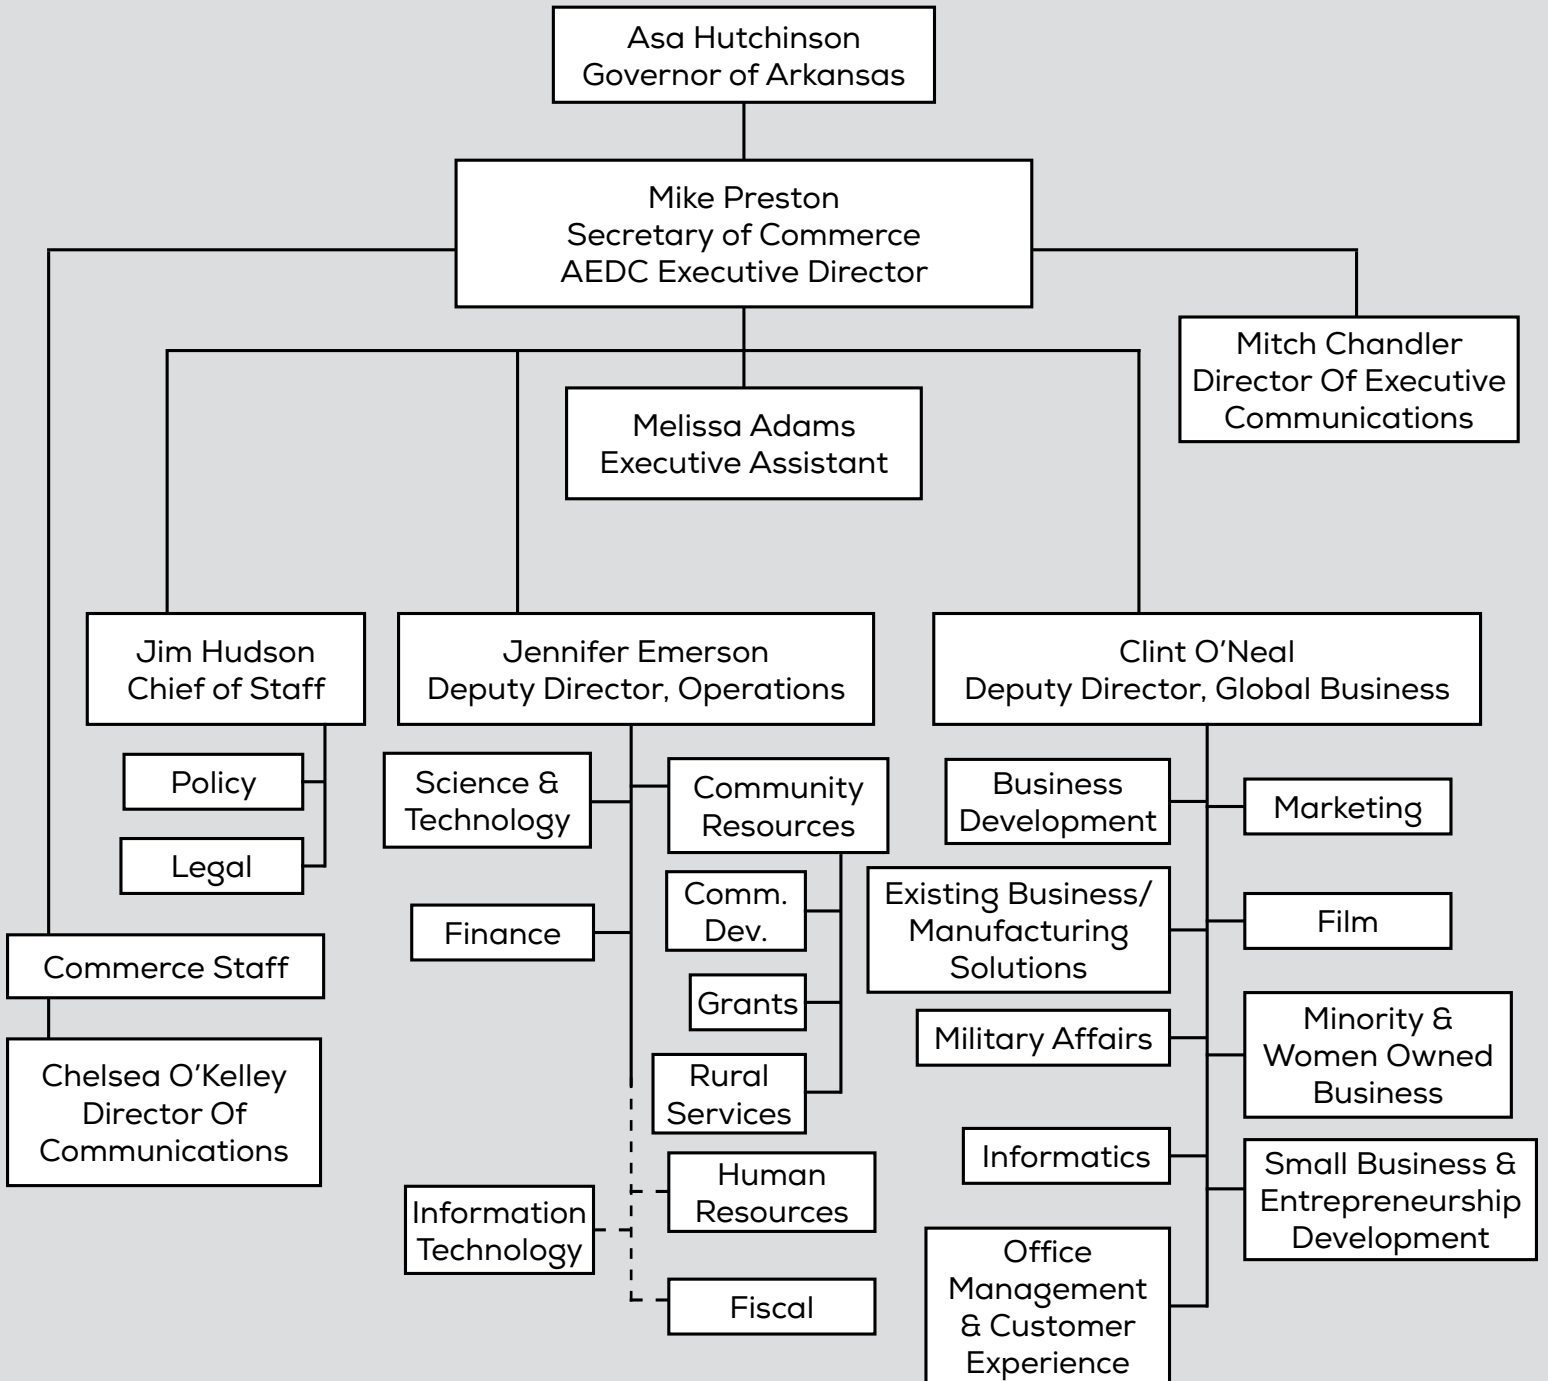 Asa Hutchinson
Governor of Arkansas
Mike Preston
Secretary of Commerce
AEDC Executive Director
Mitch Chandler
Director Of Executive
Communications
Melissa Adams
Executive Assistant
Jim Hudson
Chief of Staff
Policy
Legal
Commerce Staff
Chelsea O'Kelley
Director Of
Communications
Jennifer Emerson
Deputy Director, Operations
Science &
Technology
Finance
Community
Resources
Comm.
Dev.
Grants
Rural
Services
Human
Resources
Information
Technology
Fiscal
Clint O'Neal
Deputy Director, Global Business
Business
Development
Marketing
Existing Business/
Manufacturing
Solutions
Film
Military Affairs
Minority &
Women Owned
Business
Informatics
Small Business &
Entrepreneurship
Development
Office
Management
& Customer
Experience